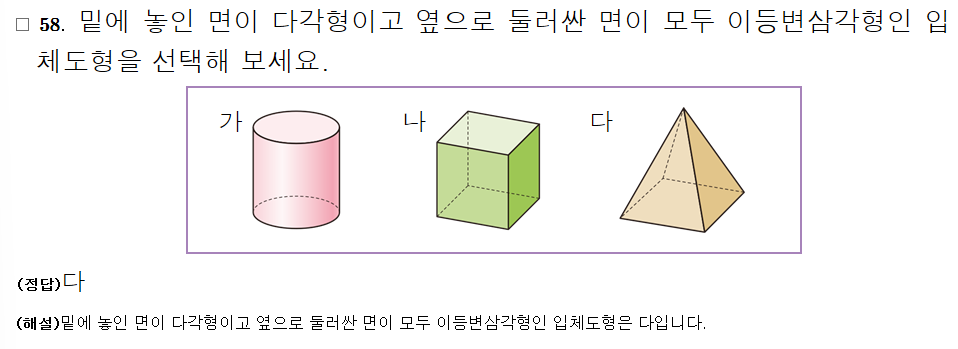 □ 58. 밑에 놓인 면이 다각형이고 옆으로 둘러싼 면이 모두 이등변삼각형인 입
체도형을 선택해 보세요.
가 나 다
(정답)다
(해설)밑에 놓인 면이 다각형이고 옆으로 둘러싼 면이 모두 이등변삼각형인 입체도형은 다입니다.